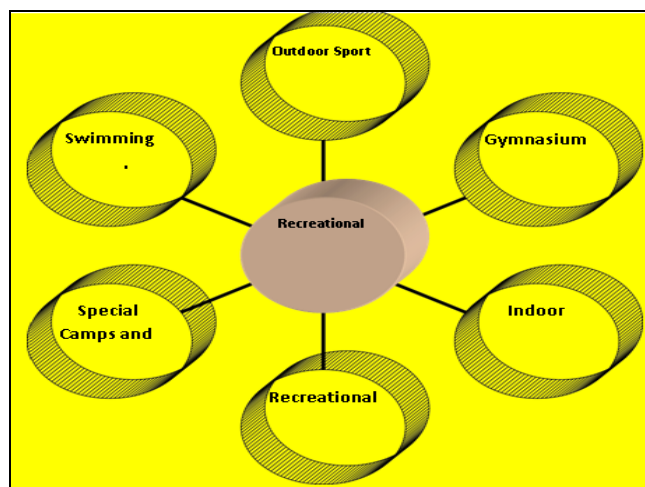 Outdoor Sport
Swimming
.
Gymnasium
Recreational
Special
Camps and
Indoor
Recreational